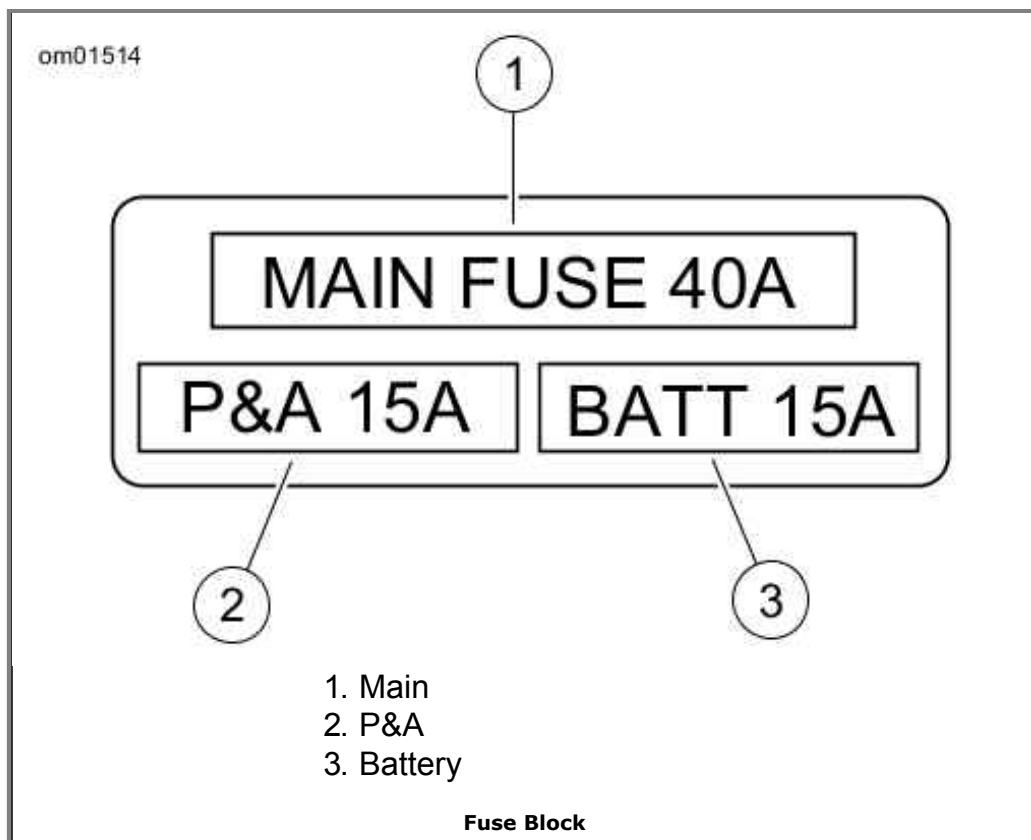 om01514
1
MAIN FUSE 40A
P&A 15A BATT 15A
2 3
1. Main
2. P&A
3. Battery
Fuse Block